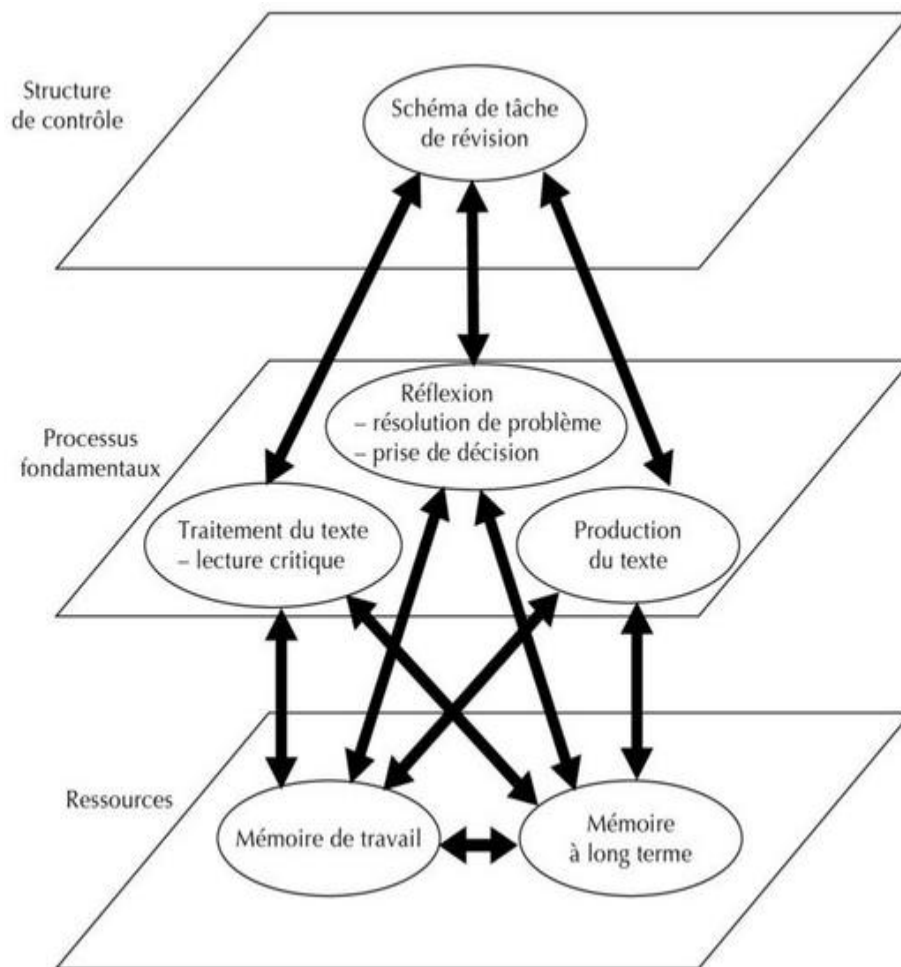 Structure
de contrôle
Schéma de tâche
de révision
Processus
fondamentaux
Réflexion
– résolution de problème
– prise de décision
Traitement du texte
– lecture critique
Production
du texte
Ressources
Mémoire de travail
Mémoire
à long terme